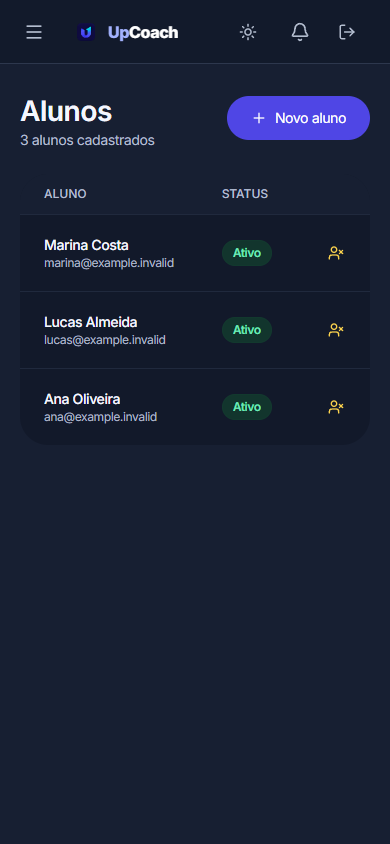 UpCoach
Alunos
Novo aluno
3 alunos cadastrados
ALUNO STATUS
Marina Costa
marina@example.invalid
Ativo
Lucas Almeida
lucas@example.invalid
Ativo
Ana Oliveira
ana@example.invalid
Ativo